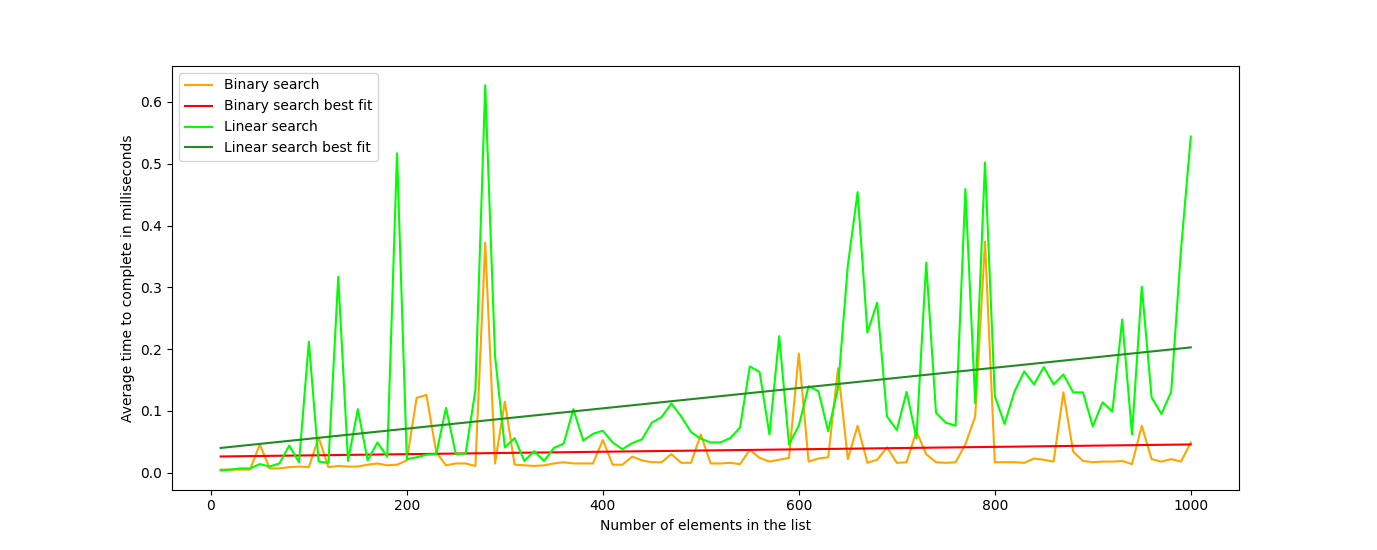 Binary search
Binary search best fit
Linear search
Linear search best fit
Average time to complete in milliseconds
0.6
0.5
0.4
0.3
0.2
0.1
0.0
0 200 400 600 800 1000
Number of elements in the list